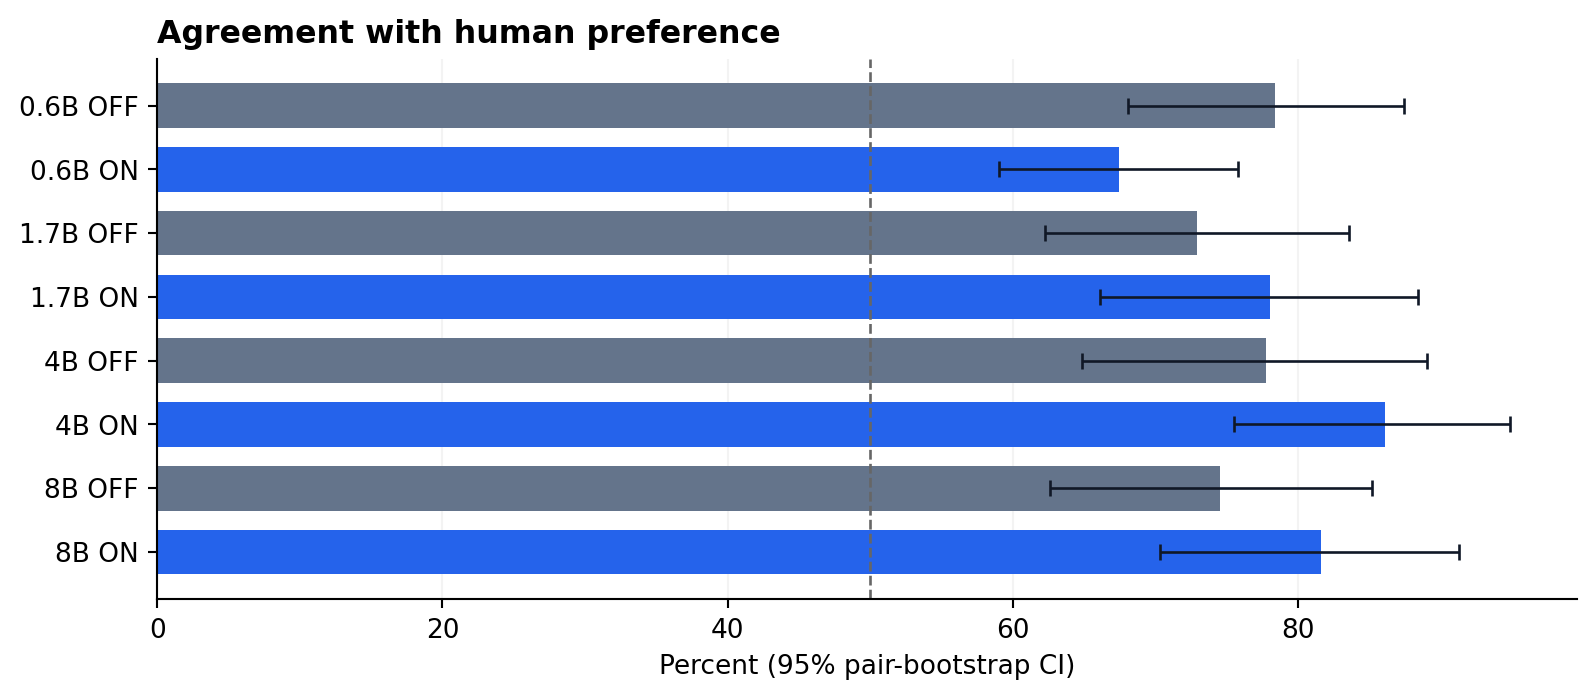 Agreement with human preference
0.6B OFF
0.6B ON
1.7B OFF
1.7B ON
4B OFF
4B ON
8B OFF
8B ON
0 20 40 60 80
Percent (95% pair-bootstrap CI)